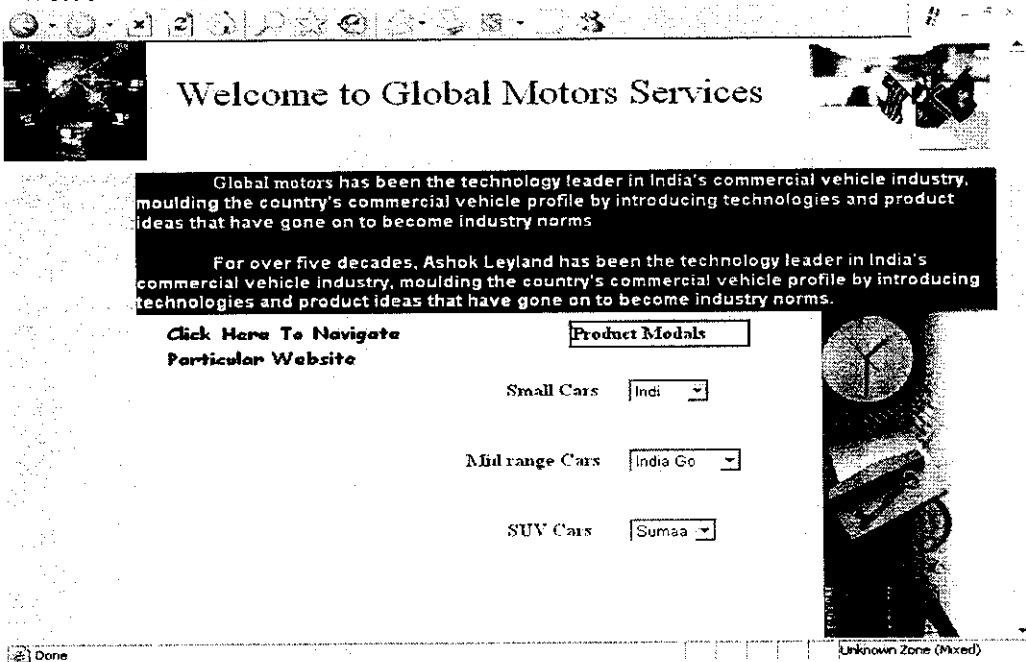 Welcome to Global Motors Services
Global motors has been the technology leader in India's commercial vehicle industry,
moulding the country's commercial vehicle profile by introducing technologies and product
ideas that have gone on to become industry norms
For over five decades, Ashok Leyland has been the technology leader in India's
commercial vehicle industry, moulding the country's commercial vehicle profile by introducing
technologies and product ideas that have gone on to become industry norms.
Click Here To Navigate
Particular Website
Product Modals
Small Cars Indi
Mid range Cars India Go
SUV Cars Sumaa
Done Unknown Zone (Mixed)